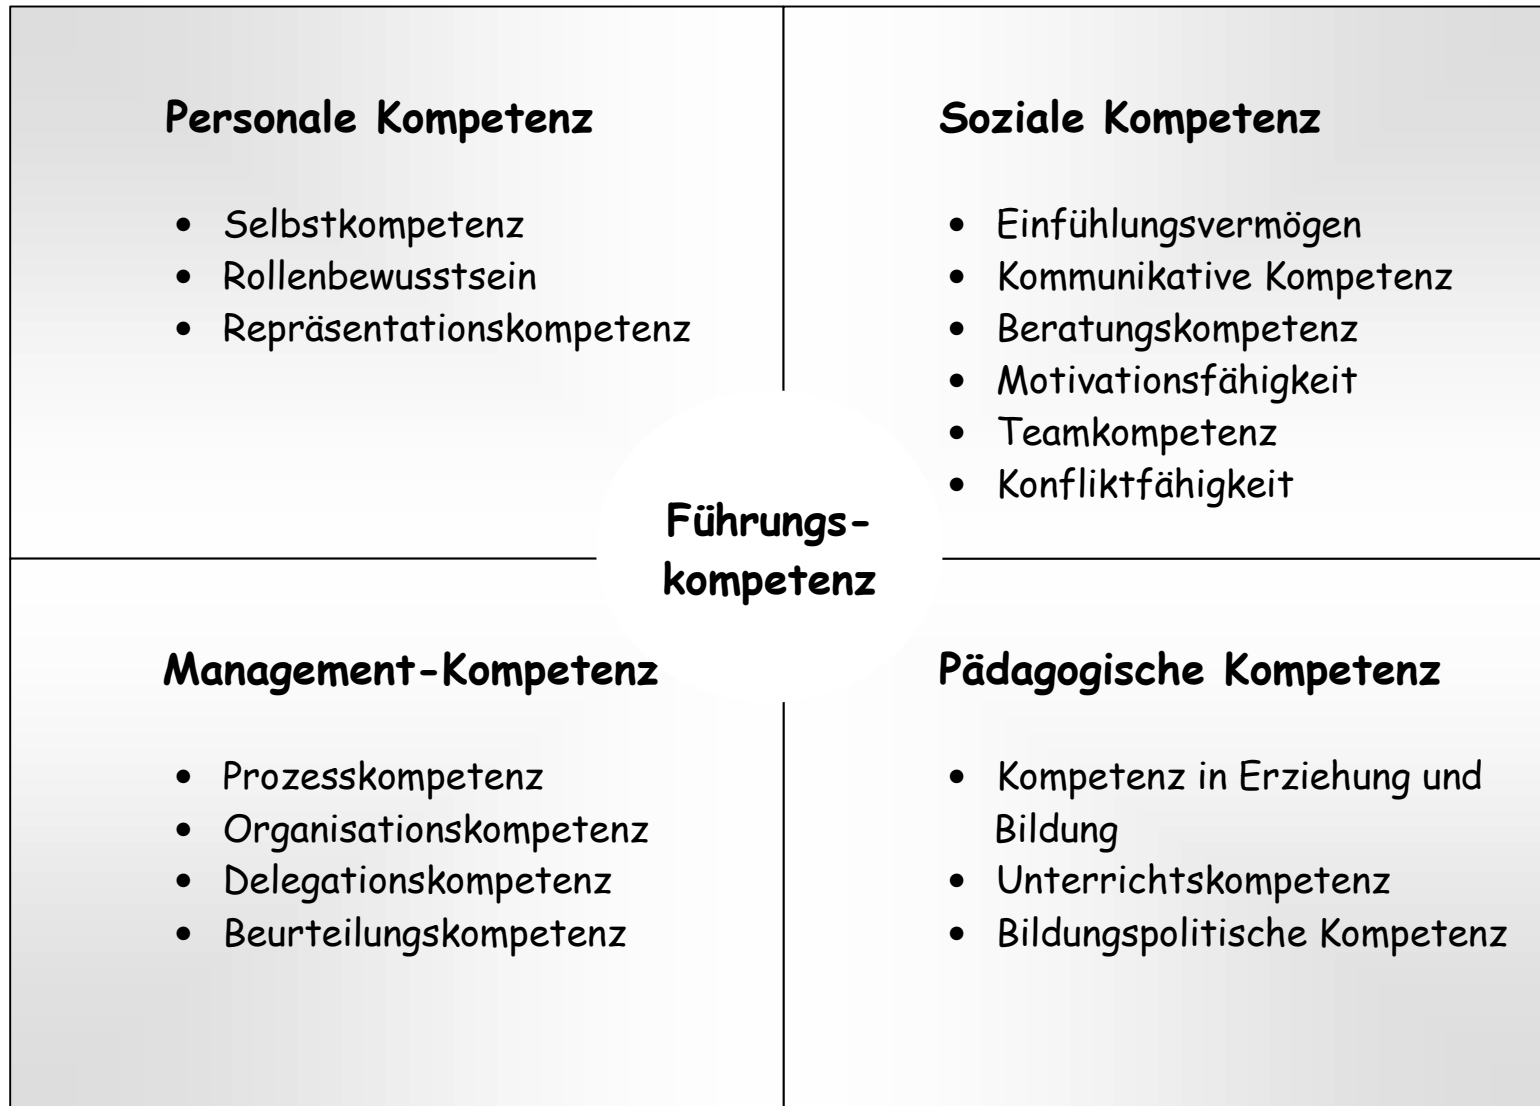 Personale Kompetenz
• Selbstkompetenz
• Rollenbewusstsein
• Repräsentationskompetenz
Soziale Kompetenz
• Einfühlungsvermögen
• Kommunikative Kompetenz
• Beratungskompetenz
• Motivationsfähigkeit
• Teamkompetenz
• Konfliktfähigkeit
Führungs-
kompetenz
Management-Kompetenz
• Prozesskompetenz
• Organisationskompetenz
• Delegationskompetenz
• Beurteilungskompetenz
Pädagogische Kompetenz
• Kompetenz in Erziehung und
Bildung
• Unterrichtskompetenz
• Bildungspolitische Kompetenz